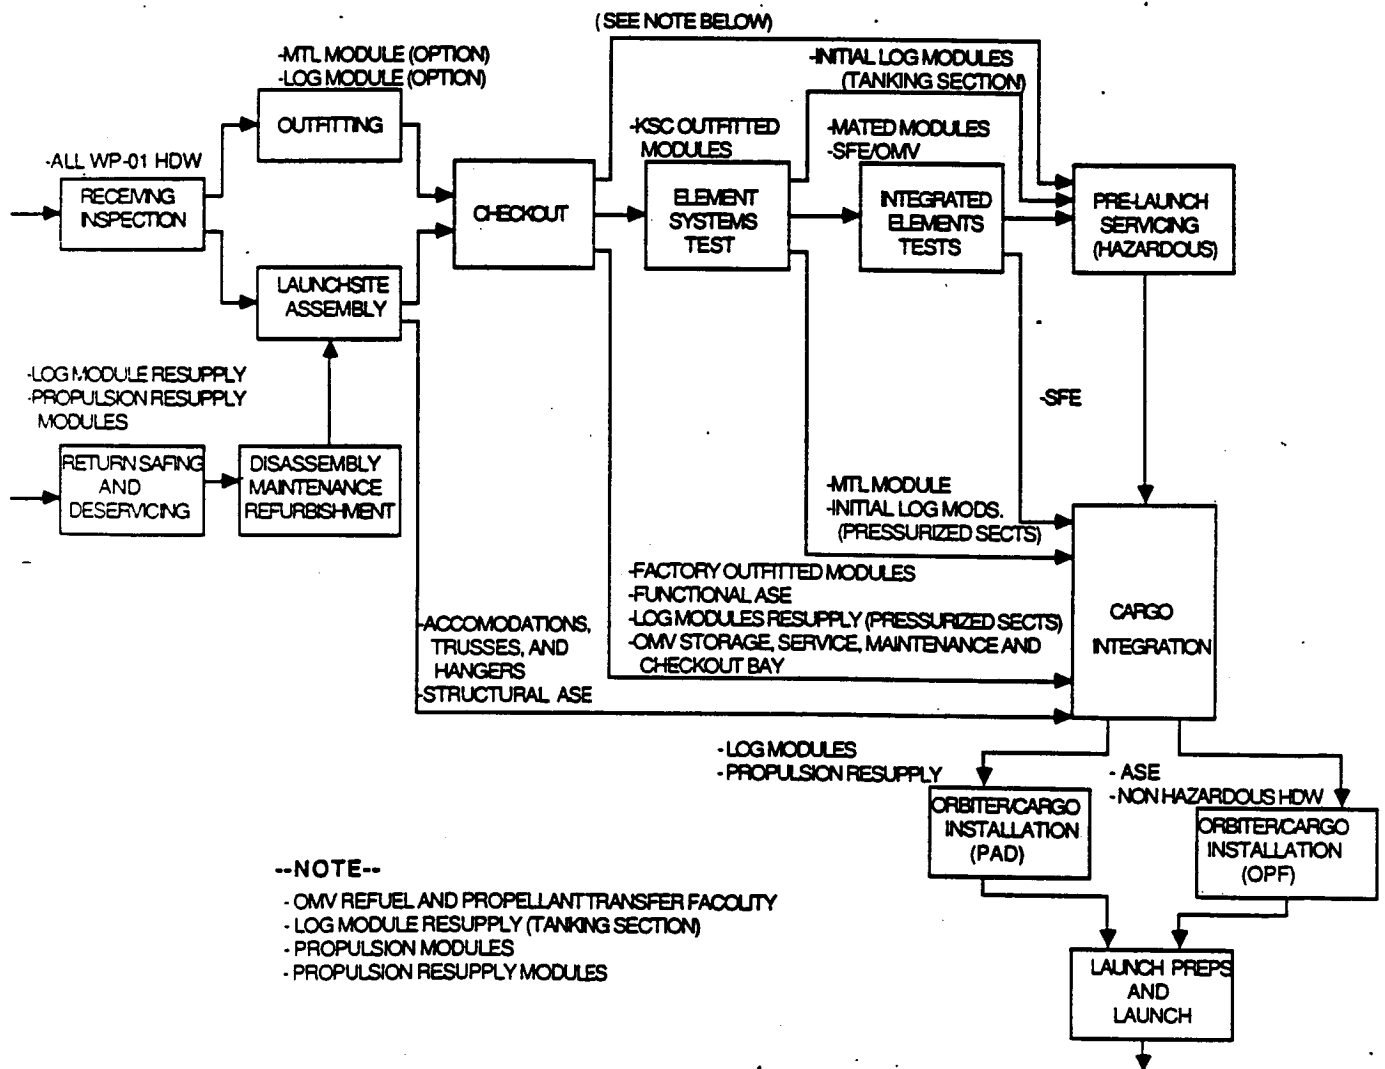 (SEE NOTE BELOW)
-MTL MODULE (OPTION)
-LOG MODULE (OPTION)
-INITIAL LOG MODULES
(TANKING SECTION)
OUTFITTING
-KSC OUTFITTED
MODULES
-MATED MODULES
-SFE/OMV
-ALL WP-01 HDW
RECEIVING
INSPECTION
CHECKOUT
ELEMENT
SYSTEMS
TEST
INTEGRATED
ELEMENTS
TESTS
PRE-LAUNCH
SERVICING
(HAZARDOUS)
LAUNCHSITE
ASSEMBLY
-LOG MODULE RESUPPLY
-PROPULSION RESUPPLY
MODULES
-SFE
RETURN SAFING
AND
DESERVICING
DISASSEMBLY
MAINTENANCE
REFURBISHMENT
-MTL MODULE
-INITIAL LOG MODS.
(PRESSURIZED SECTS)
-FACTORY OUTFITTED MODULES
-FUNCTIONAL ASE
-LOG MODULES RESUPPLY (PRESSURIZED SECTS)
-OMV STORAGE, SERVICE, MAINTENANCE AND
CHECKOUT BAY
CARGO
INTEGRATION
-ACCOMODATIONS,
TRUSSES, AND
HANGERS
-STRUCTURAL ASE
- LOG MODULES
- PROPULSION RESUPPLY
- ASE
- NON HAZARDOUS HDW
ORBITER/CARGO
INSTALLATION
(PAD)
ORBITER/CARGO
INSTALLATION
(OPF)
--NOTE--
- OMV REFUEL AND PROPELLANT TRANSFER FACOLITY
- LOG MODULE RESUPPLY (TANKING SECTION)
- PROPULSION MODULES
- PROPULSION RESUPPLY MODULES
LAUNCH PREPS
AND
LAUNCH